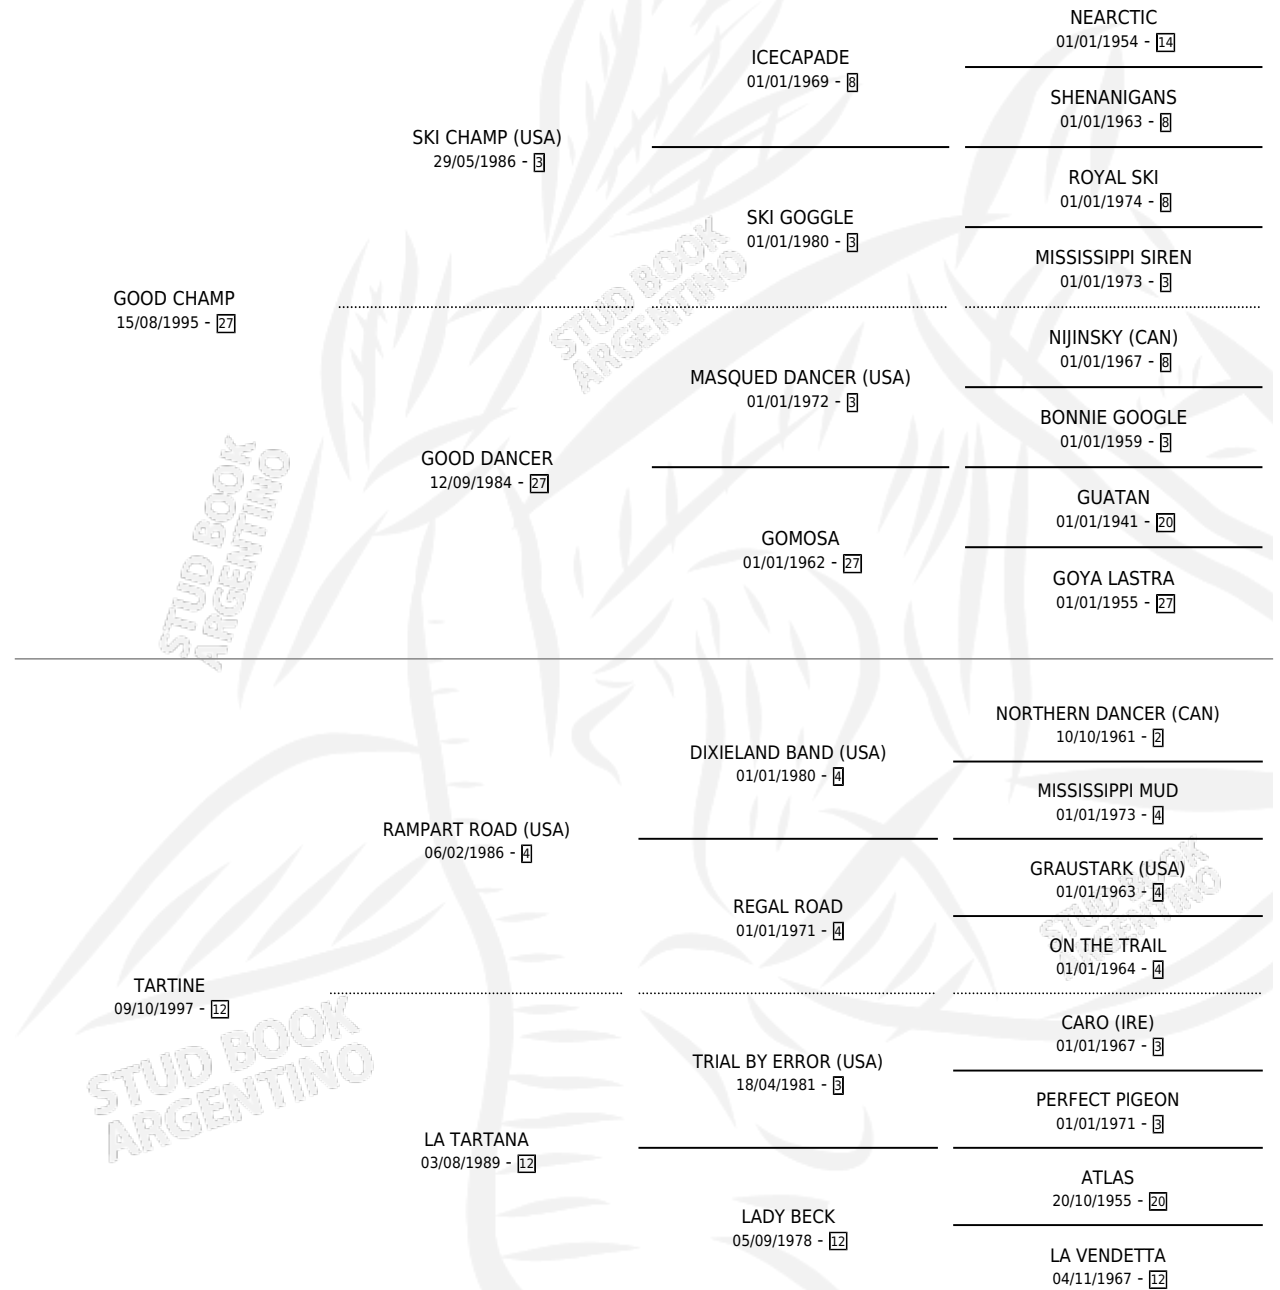 NEARCTIC
01/01/1954 - 14
ICECAPADE
01/01/1969 - 8
SHENANIGANS
01/01/1963 - 8
SKI CHAMP (USA)
29/05/1986 - 3
ROYAL SKI
01/01/1974 - 8
SKI GOGGLE
01/01/1980 - 3
MISSISSIPPI SIREN
01/01/1973 - 3
GOOD CHAMP
15/08/1995 - 27
NIJINSKY (CAN)
01/01/1967 - 8
MASQUED DANCER (USA)
01/01/1972 - 3
BONNIE GOOGLE
01/01/1959 - 3
GOOD DANCER
12/09/1984 - 27
GUATAN
01/01/1941 - 20
GOMOSA
01/01/1962 - 27
GOYA LASTRA
01/01/1955 - 27
NORTHERN DANCER (CAN)
10/10/1961 - 2
DIXIELAND BAND (USA)
01/01/1980 - 4
MISSISSIPPI MUD
01/01/1973 - 4
RAMPART ROAD (USA)
06/02/1986 - 4
GRAUSTARK (USA)
01/01/1963 - 4
REGAL ROAD
01/01/1971 - 4
ON THE TRAIL
01/01/1964 - 4
TARTINE
09/10/1997 - 12
CARO (IRE)
01/01/1967 - 3
TRIAL BY ERROR (USA)
18/04/1981 - 3
PERFECT PIGEON
01/01/1971 - 3
LA TARTANA
03/08/1989 - 12
ATLAS
20/10/1955 - 20
LADY BECK
05/09/1978 - 12
LA VENDETTA
04/11/1967 - 12
STUD BOOK
ARGENTINO
STUD BOOK
ARGENTINO
STUD BOOK
ARGENTINO
STUD BOOK
ARGENTINO